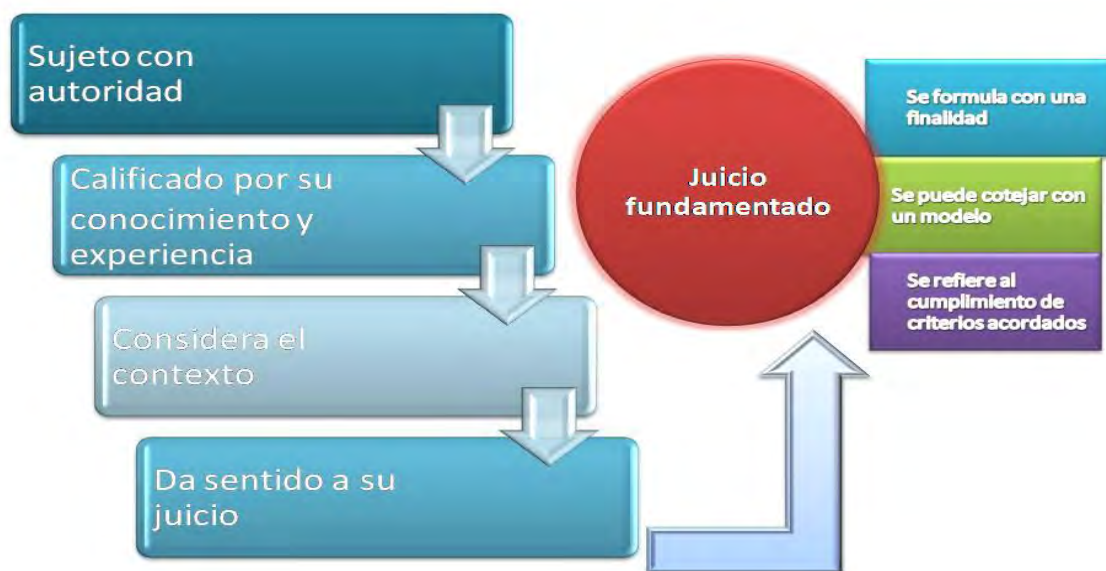 Sujeto con
autoridad
Calificado por su
conocimiento y
experiencia
Considera el
contexto
Da sentido a su
juicio
Juicio
fundamentado
Se formula con una
finalidad
Se puede cotejar con
un modelo
Se refiere al
cumplimiento de
criterios acordados